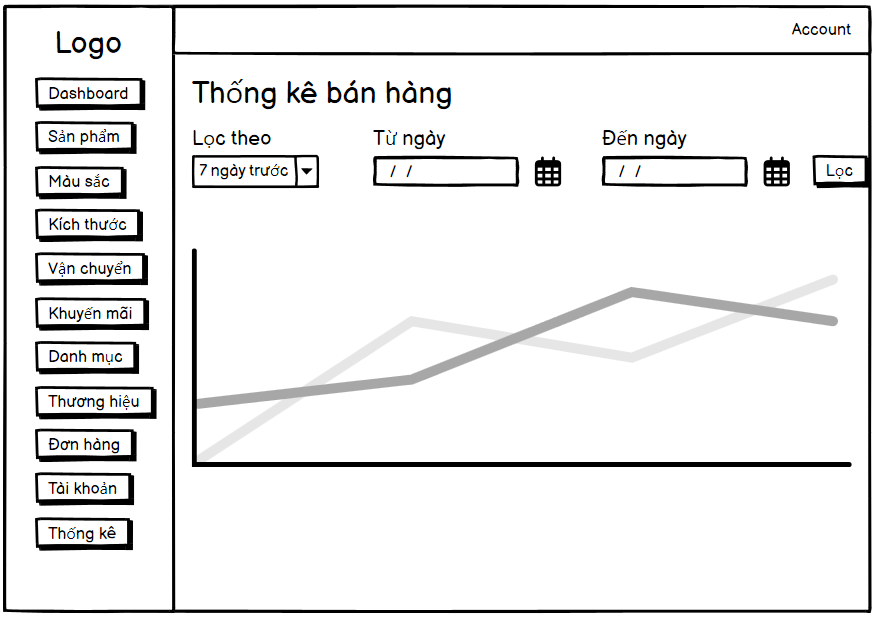 Logo
Account
Dashboard
Sản phẩm
Màu sắc
Kích thước
Vận chuyển
Khuyến mãi
Danh mục
Thương hiệu
Đơn hàng
Tài khoản
Thống kê
Thống kê bán hàng
Lọc theo Từ ngày Đến ngày
7 ngày trước / / / / Lọc